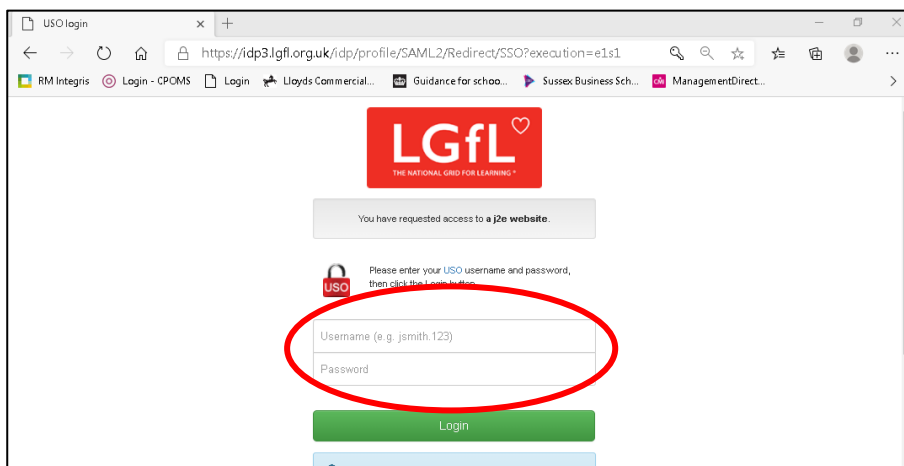 USO login
https://idp3.lgfl.org.uk/idp/profile/SAML2/Redirect/SSO?execution=e1s1
RM Integris Login - CPOMS Login Lloyds Commercial... Guidance for schoo... Sussex Business Sch... CMI ManagementDirect...
LGfL
THE NATIONAL GRID FOR LEARNING
You have requested access to a j2e website.
Please enter your USO username and password,
USO
then click the Login button.
Username (e.g. jsmith.123)
Password
Login